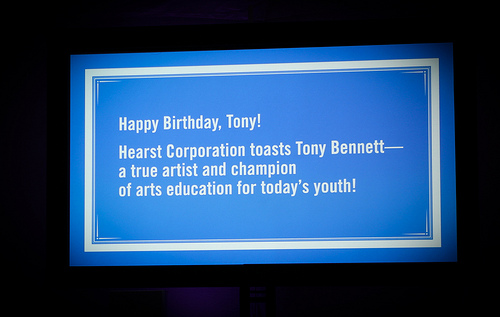 Happy Birthday, Tony!
Hearst Corporation toasts Tony Bennett—
a true artist and champion
of arts education for today's youth!